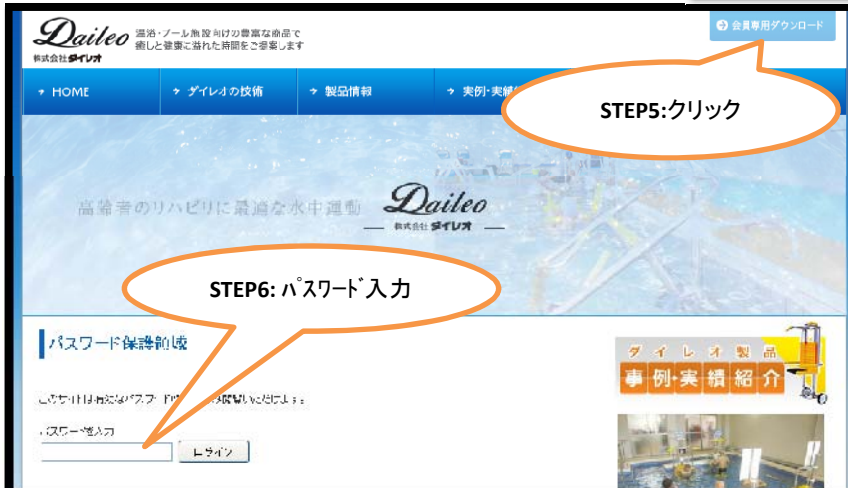 Daileo
株式会社ダイレオ
温浴・プール施設向けの豊富な商品で
癒しと健康に溢れた時間をご提案します
会員専用ダウンロード
HOME
ダイレオの技術
製品情報
実例・実績
STEP5:クリック
高齢者のリハビリに最適な水中運動
Daileo
株式会社ダイレオ
STEP6: パスワード入力
パスワード保護領域
ダイレオ製品
事例・実績紹介
パスワードを入力
ログイン